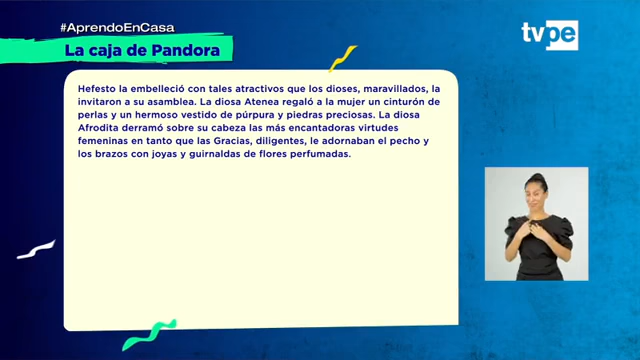 #AprendoEnCasa
La caja de Pandora
tvpe
Hefesto la embelleció con tales atractivos que los dioses, maravillados, la
invitaron a su asamblea. La diosa Atenea regaló a la mujer un cinturón de
perlas y un hermoso vestido de púrpura y piedras preciosas. La diosa
Afrodita derramó sobre su cabeza las más encantadoras virtudes
femeninas en tanto que las Gracias, diligentes, le adornaban el pecho y
los brazos con joyas y guirnaldas de flores perfumadas.